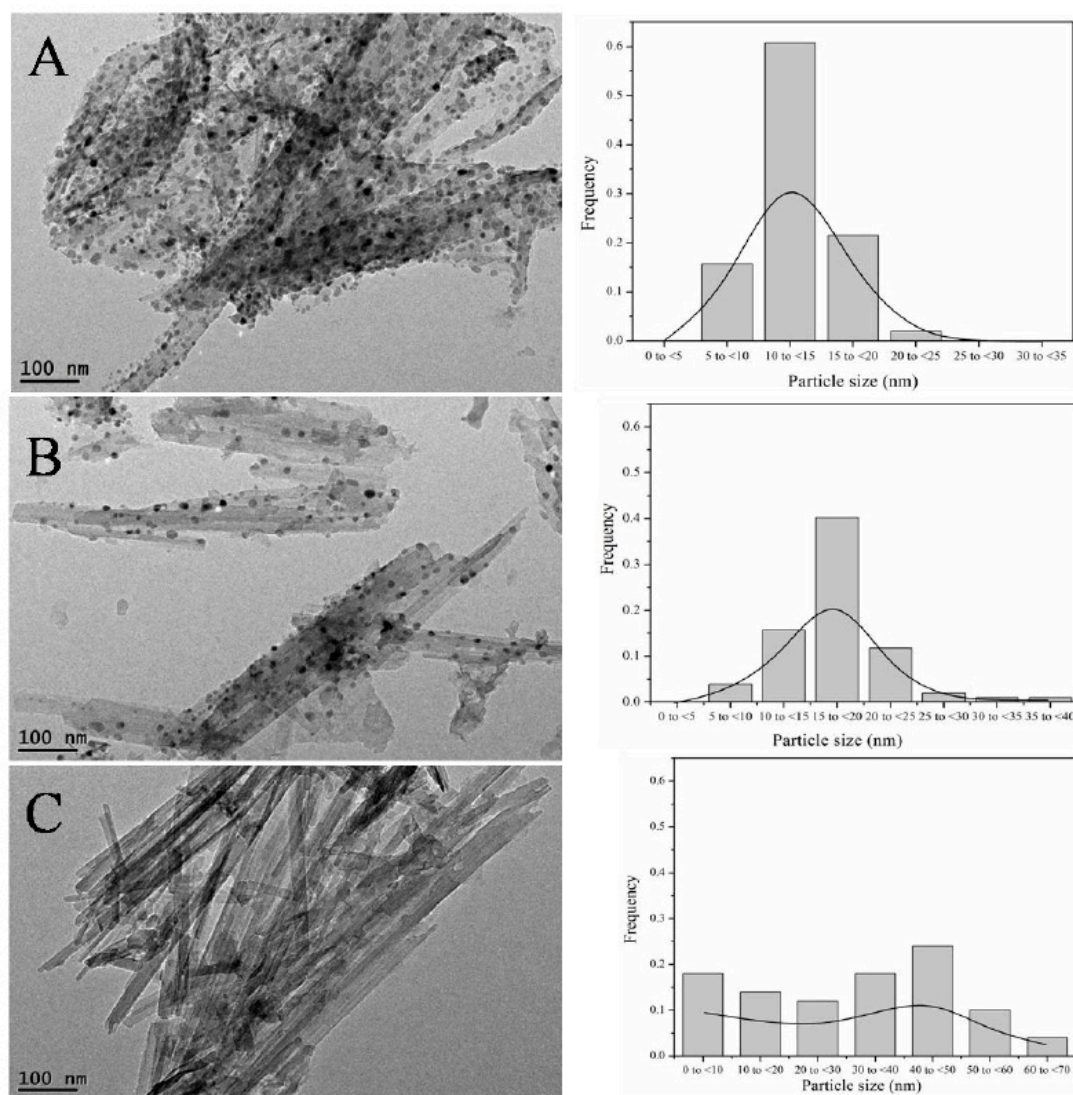 A
100 nm
0.6
0.5
0.4
0.3
0.2
0.1
0.0
Frequency
0 to <5 5 to <10 10 to <15 15 to <20 20 to <25 25 to <30 30 to <35
Particle size (nm)
B
100 nm
0.6
0.5
0.4
0.3
0.2
0.1
0.0
Frequency
0 to <5 5 to <10 10 to <15 15 to <20 20 to <25 25 to <30 30 to <35 35 to <40
Particle size (nm)
C
100 nm
0.6
0.5
0.4
0.3
0.2
0.1
0.0
Frequency
0 to <10 10 to <20 20 to <30 30 to <40 40 to <50 50 to <60 60 to <70
Particle size (nm)